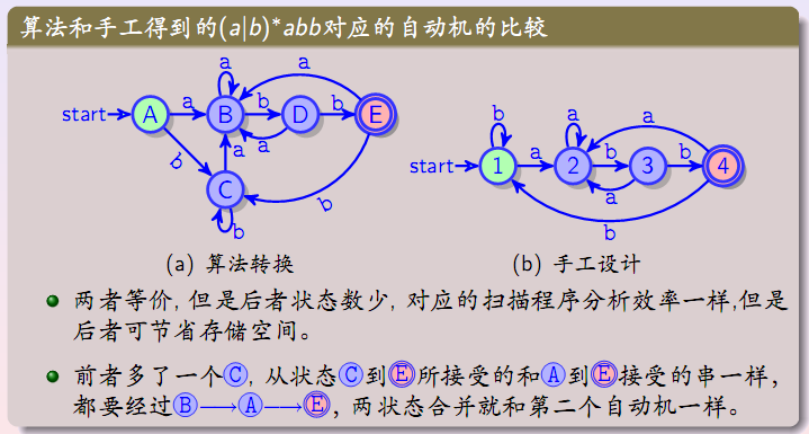 算法和手工得到的(a|b)*abb对应的自动机的比较
a a
start A a B b D b E
b a a
C b
b
b a a
start 1 a 2 b 3 b 4
a
b
(a) 算法转换 (b) 手工设计
两者等价, 但是后者状态数少, 对应的扫描程序分析效率一样,但是
后者可节省存储空间。
前者多了一个C, 从状态C到E所接受的和A到E接受的串一样,
都要经过B⟶A⟶E, 两状态合并就和第二个自动机一样。